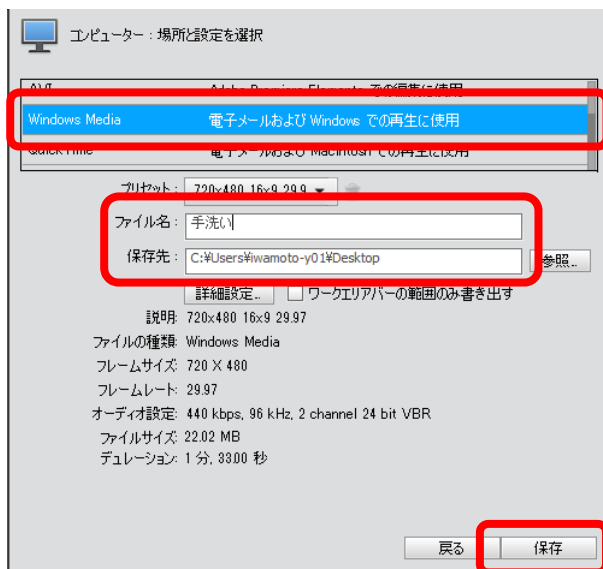 コンピューター：場所と設定を選択
AVI Adobe Premiere Elements での編集に使用
Windows Media 電子メールおよび Windows での再生に使用
QuickTime 電子メールおよび Macintosh での再生に使用
プリセット： 720x480 16x9 29.9
ファイル名： 手洗い
保存先： C:¥Users¥iwamoto-y01¥Desktop 参照...
詳細設定... ワークエリアバーの範囲のみ書き出す
説明: 720x480 16x9 29.97
ファイルの種類: Windows Media
フレームサイズ: 720 X 480
フレームレート: 29.97
オーディオ設定: 440 kbps, 96 kHz, 2 channel 24 bit VBR
ファイルサイズ: 22.02 MB
デュレーション: 1 分, 33.00 秒
戻る 保存